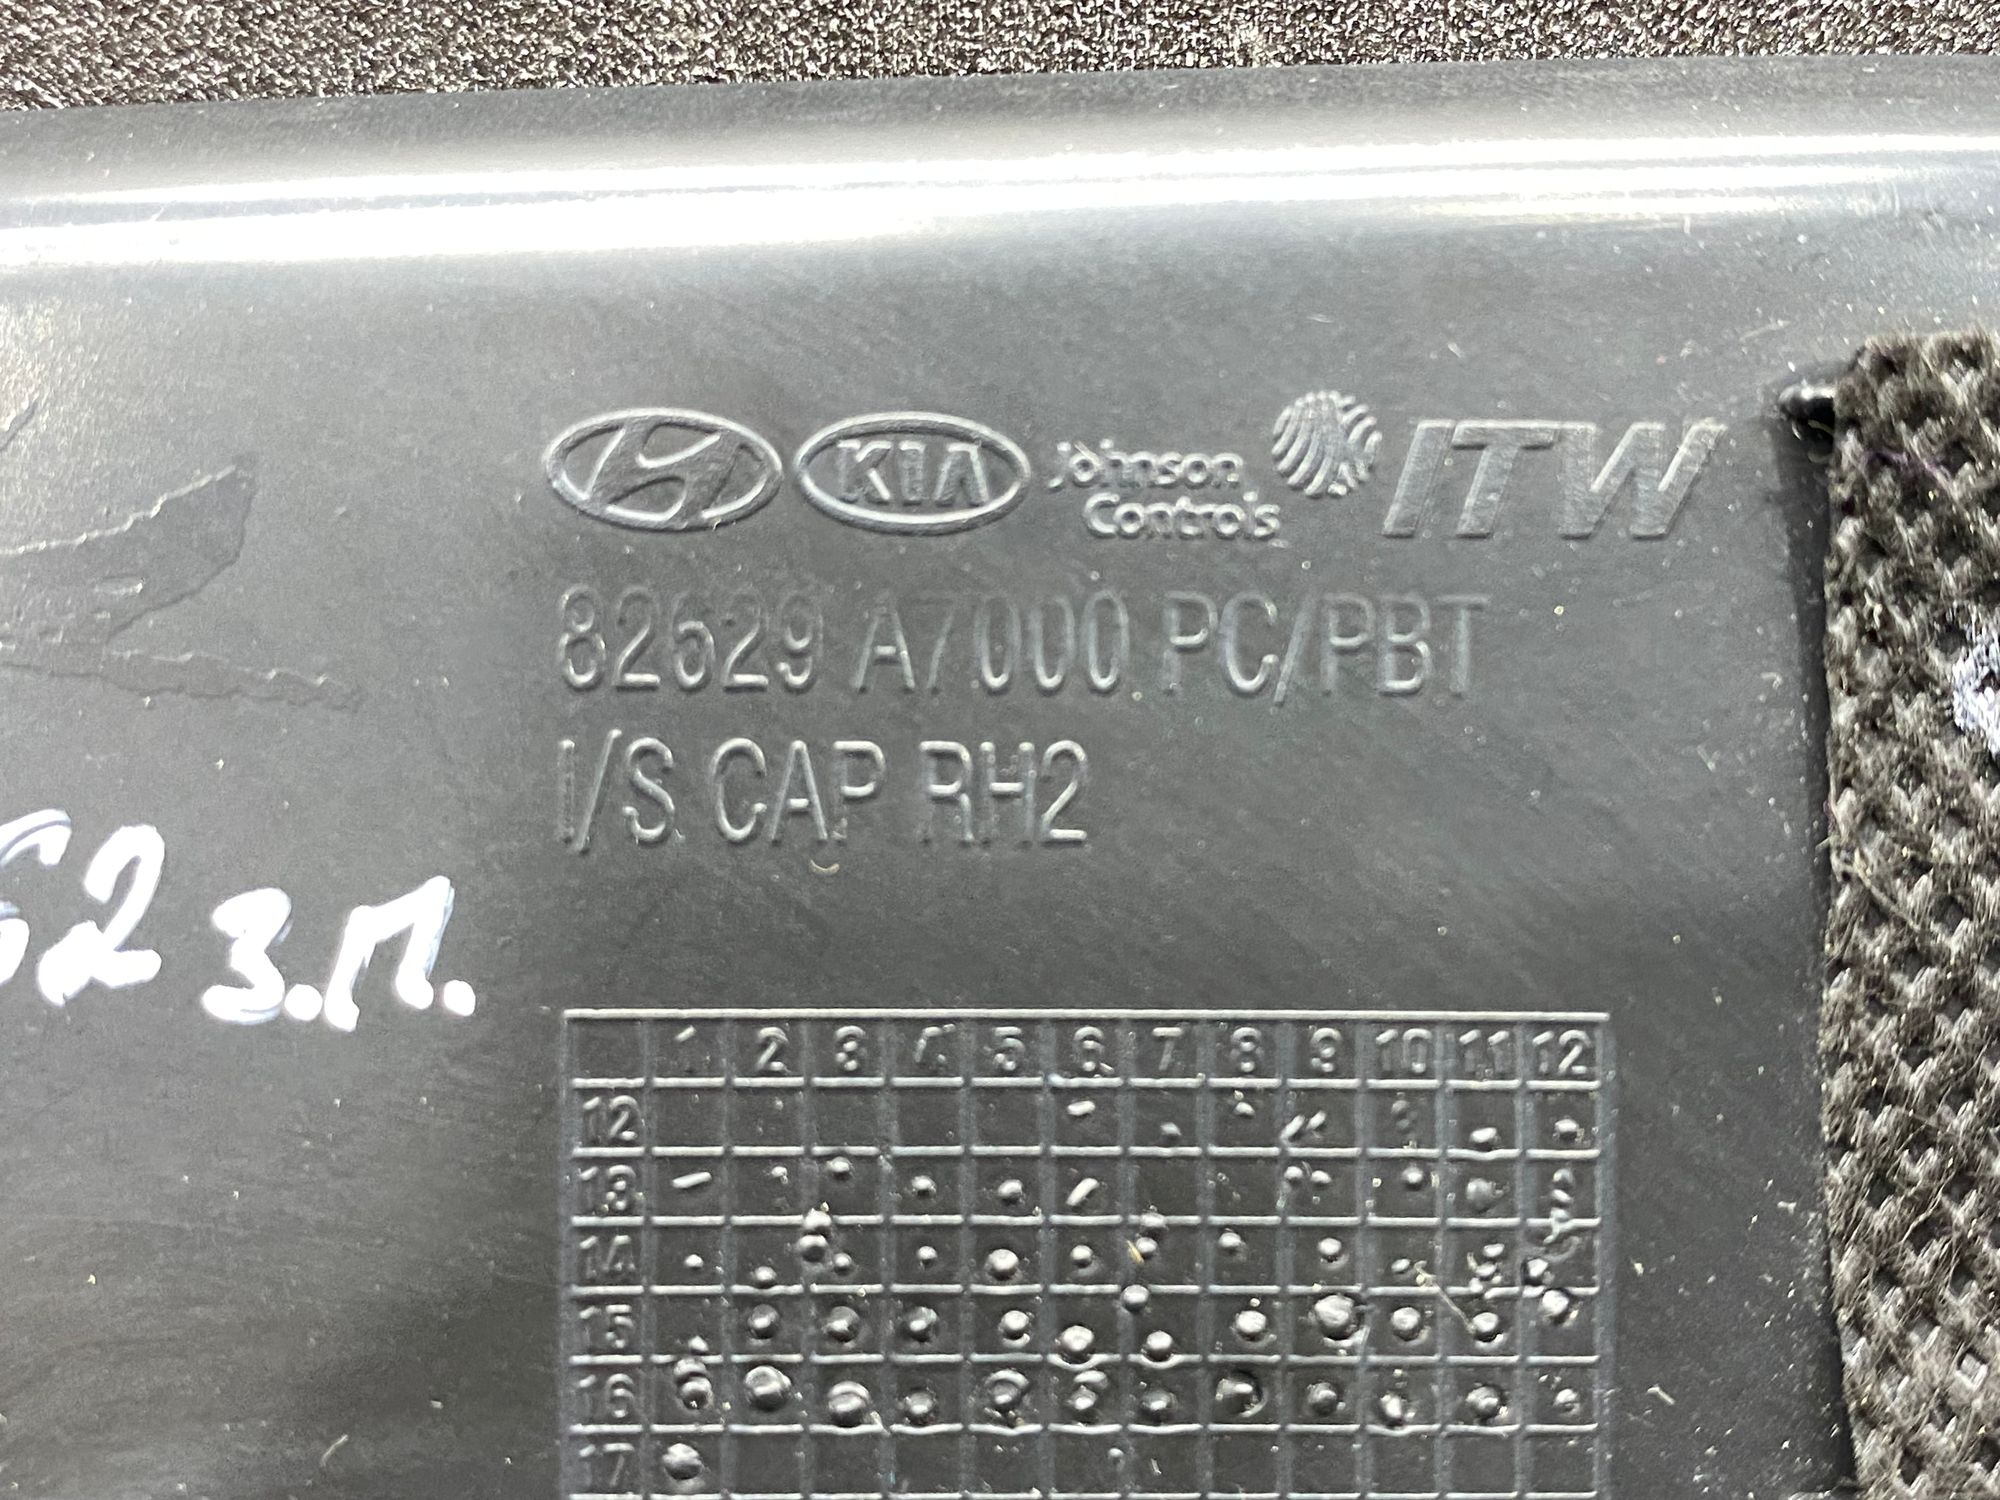 KIA Johnson Controls ITW
82629 A7000 PC/PBT
I/S CAP RH2
62 З.П.
1 2 3 4 5 6 7 8 9 10 11 12
12
13
14
15
16
17